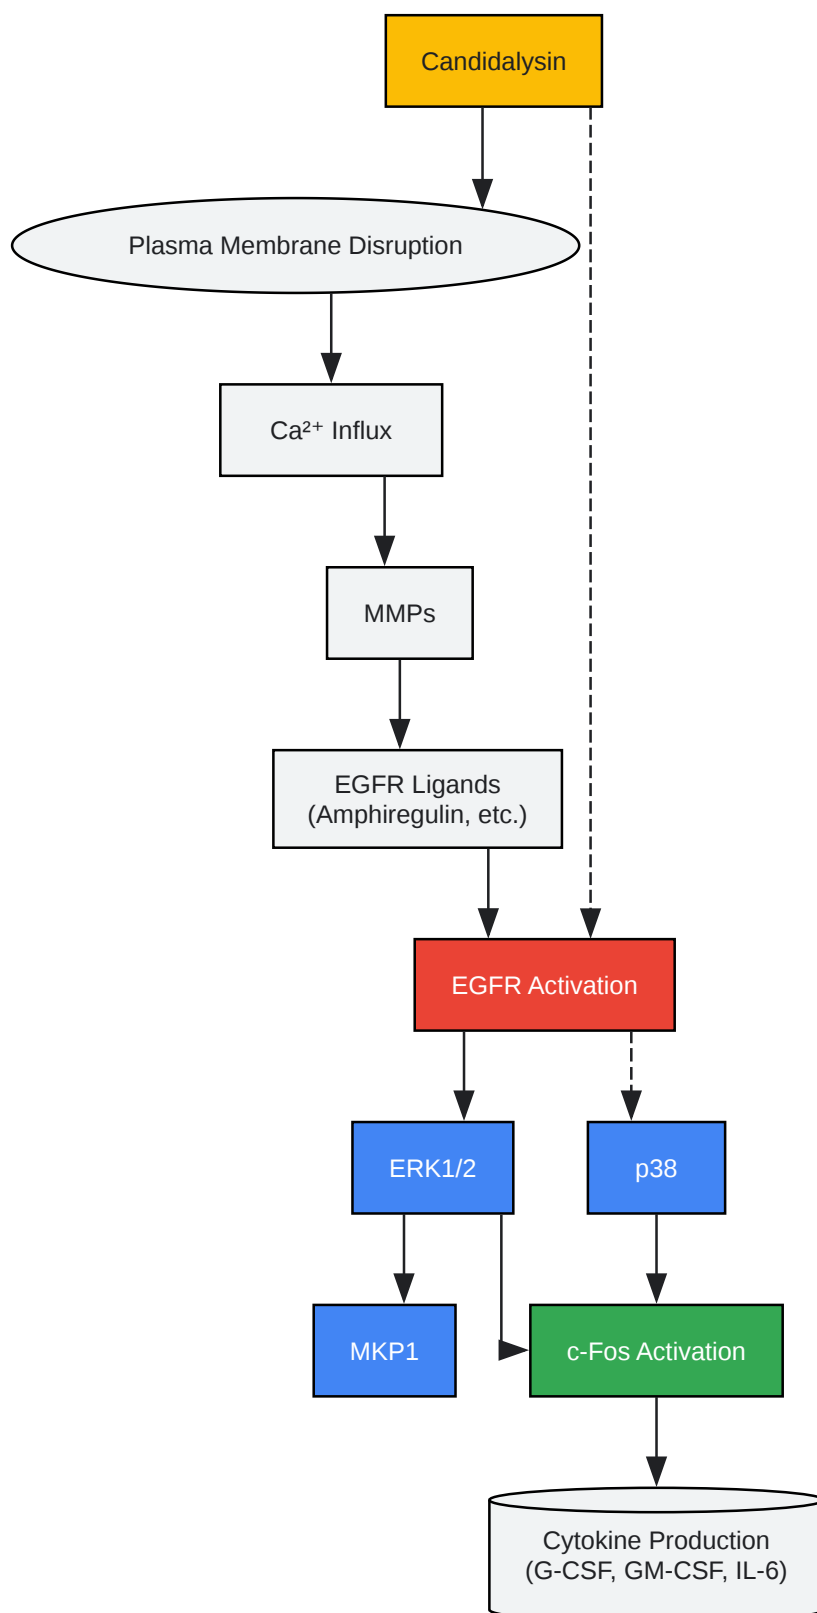 Candidalysin
Plasma Membrane Disruption
Ca²⁺ Influx
MMPs
EGFR Ligands
(Amphiregulin, etc.)
EGFR Activation
ERK1/2
p38
MKP1
c-Fos Activation
Cytokine Production
(G-CSF, GM-CSF, IL-6)